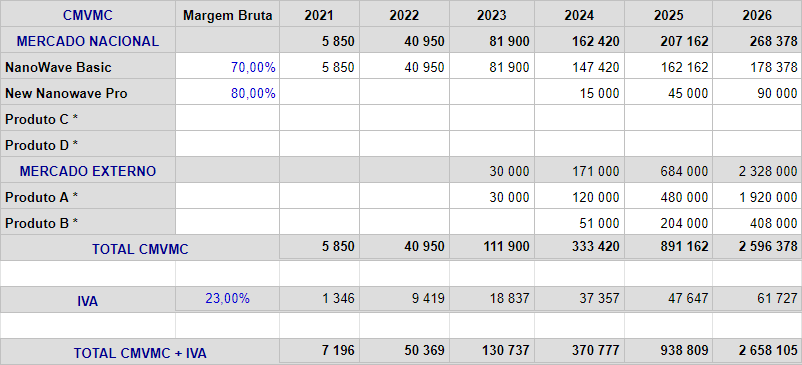 CMVMC Margem Bruta 2021 2022 2023 2024 2025 2026
MERCADO NACIONAL 5 850 40 950 81 900 162 420 207 162 268 378
NanoWave Basic 70,00% 5 850 40 950 81 900 147 420 162 162 178 378
New Nanowave Pro 80,00% 15 000 45 000 90 000
Produto C *
Produto D *
MERCADO EXTERNO 30 000 171 000 684 000 2 328 000
Produto A * 30 000 120 000 480 000 1 920 000
Produto B * 51 000 204 000 408 000
TOTAL CMVMC 5 850 40 950 111 900 333 420 891 162 2 596 378
IVA 23,00% 1 346 9 419 18 837 37 357 47 647 61 727
TOTAL CMVMC + IVA 7 196 50 369 130 737 370 777 938 809 2 658 105